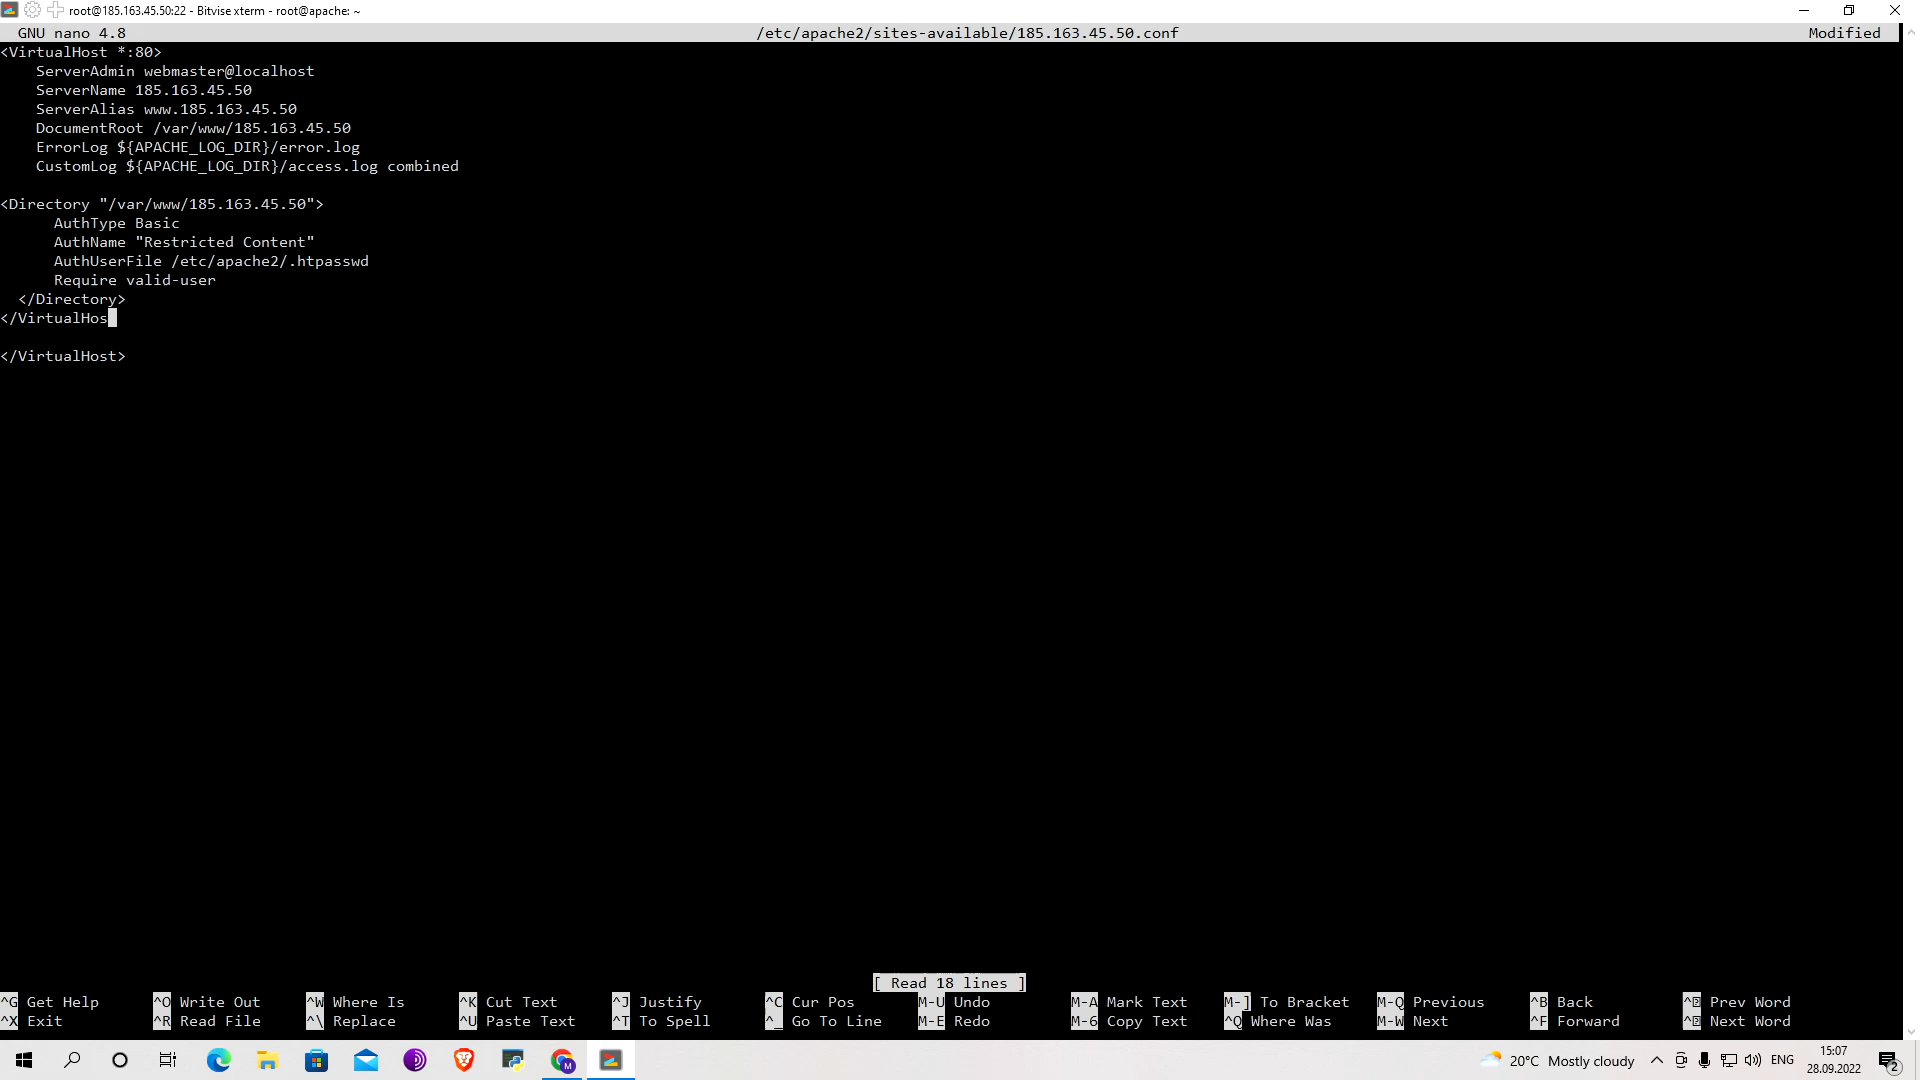 root@185.163.45.50:22 - Bitvise xterm - root@apache: ~
GNU nano 4.8 /etc/apache2/sites-available/185.163.45.50.conf Modified
<VirtualHost *:80>
    ServerAdmin webmaster@localhost
    ServerName 185.163.45.50
    ServerAlias www.185.163.45.50
    DocumentRoot /var/www/185.163.45.50
    ErrorLog ${APACHE_LOG_DIR}/error.log
    CustomLog ${APACHE_LOG_DIR}/access.log combined
<Directory "/var/www/185.163.45.50">
      AuthType Basic
      AuthName "Restricted Content"
      AuthUserFile /etc/apache2/.htpasswd
      Require valid-user
  </Directory>
</VirtualHos
</VirtualHost>
[ Read 18 lines ]
^G Get Help ^O Write Out ^W Where Is ^K Cut Text ^J Justify ^C Cur Pos M-U Undo M-A Mark Text M-] To Bracket M-Q Previous ^B Back Prev Word
^X Exit ^R Read File ^\ Replace ^U Paste Text ^T To Spell ^_ Go To Line M-E Redo M-6 Copy Text ^Q Where Was M-W Next ^F Forward Next Word
20°C Mostly cloudy ENG 15:07
28.09.2022 2